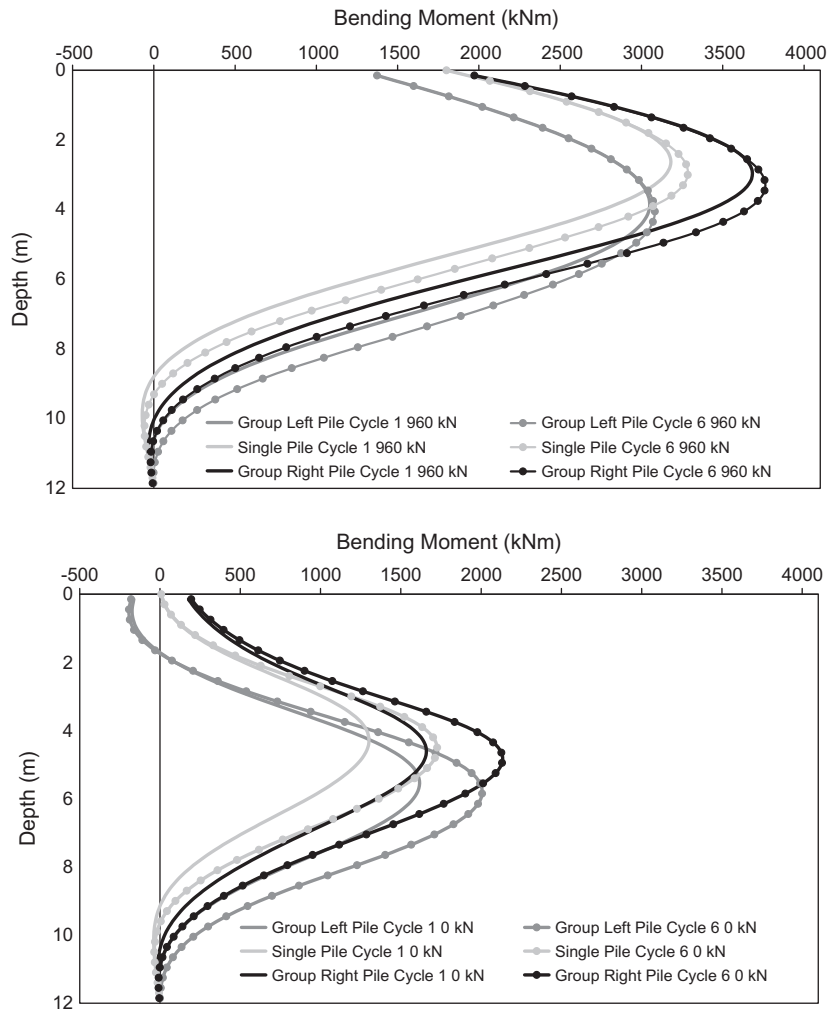 Bending Moment (kNm)
-500 0 500 1000 1500 2000 2500 3000 3500 4000
0
2
4
6
8
10
12
Depth (m)
Group Left Pile Cycle 1 960 kN
Group Left Pile Cycle 6 960 kN
Single Pile Cycle 1 960 kN
Single Pile Cycle 6 960 kN
Group Right Pile Cycle 1 960 kN
Group Right Pile Cycle 6 960 kN
Bending Moment (kNm)
-500 0 500 1000 1500 2000 2500 3000 3500 4000
0
2
4
6
8
10
12
Depth (m)
Group Left Pile Cycle 1 0 kN
Group Left Pile Cycle 6 0 kN
Single Pile Cycle 1 0 kN
Single Pile Cycle 6 0 kN
Group Right Pile Cycle 1 0 kN
Group Right Pile Cycle 6 0 kN